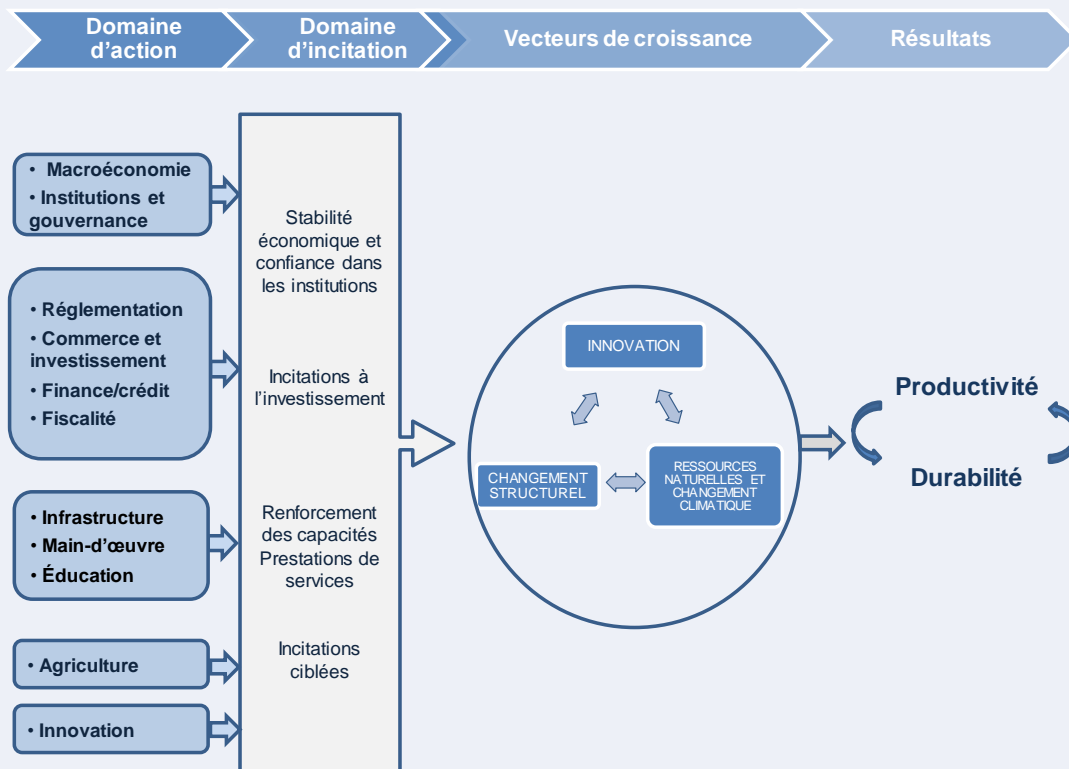 Domaine
d'action
Domaine
d'incitation
Vecteurs de croissance
Résultats
• Macroéconomie
• Institutions et
gouvernance
• Réglementation
• Commerce et
investissement
• Finance/crédit
• Fiscalité
• Infrastructure
• Main-d'œuvre
• Éducation
• Agriculture
• Innovation
Stabilité
économique et
confiance dans
les institutions
Incitations à
l'investissement
Renforcement
des capacités
Prestations de
services
Incitations
ciblées
INNOVATION
CHANGEMENT
STRUCTUREL
RESSOURCES
NATURELLES ET
CHANGEMENT
CLIMATIQUE
Productivité
Durabilité